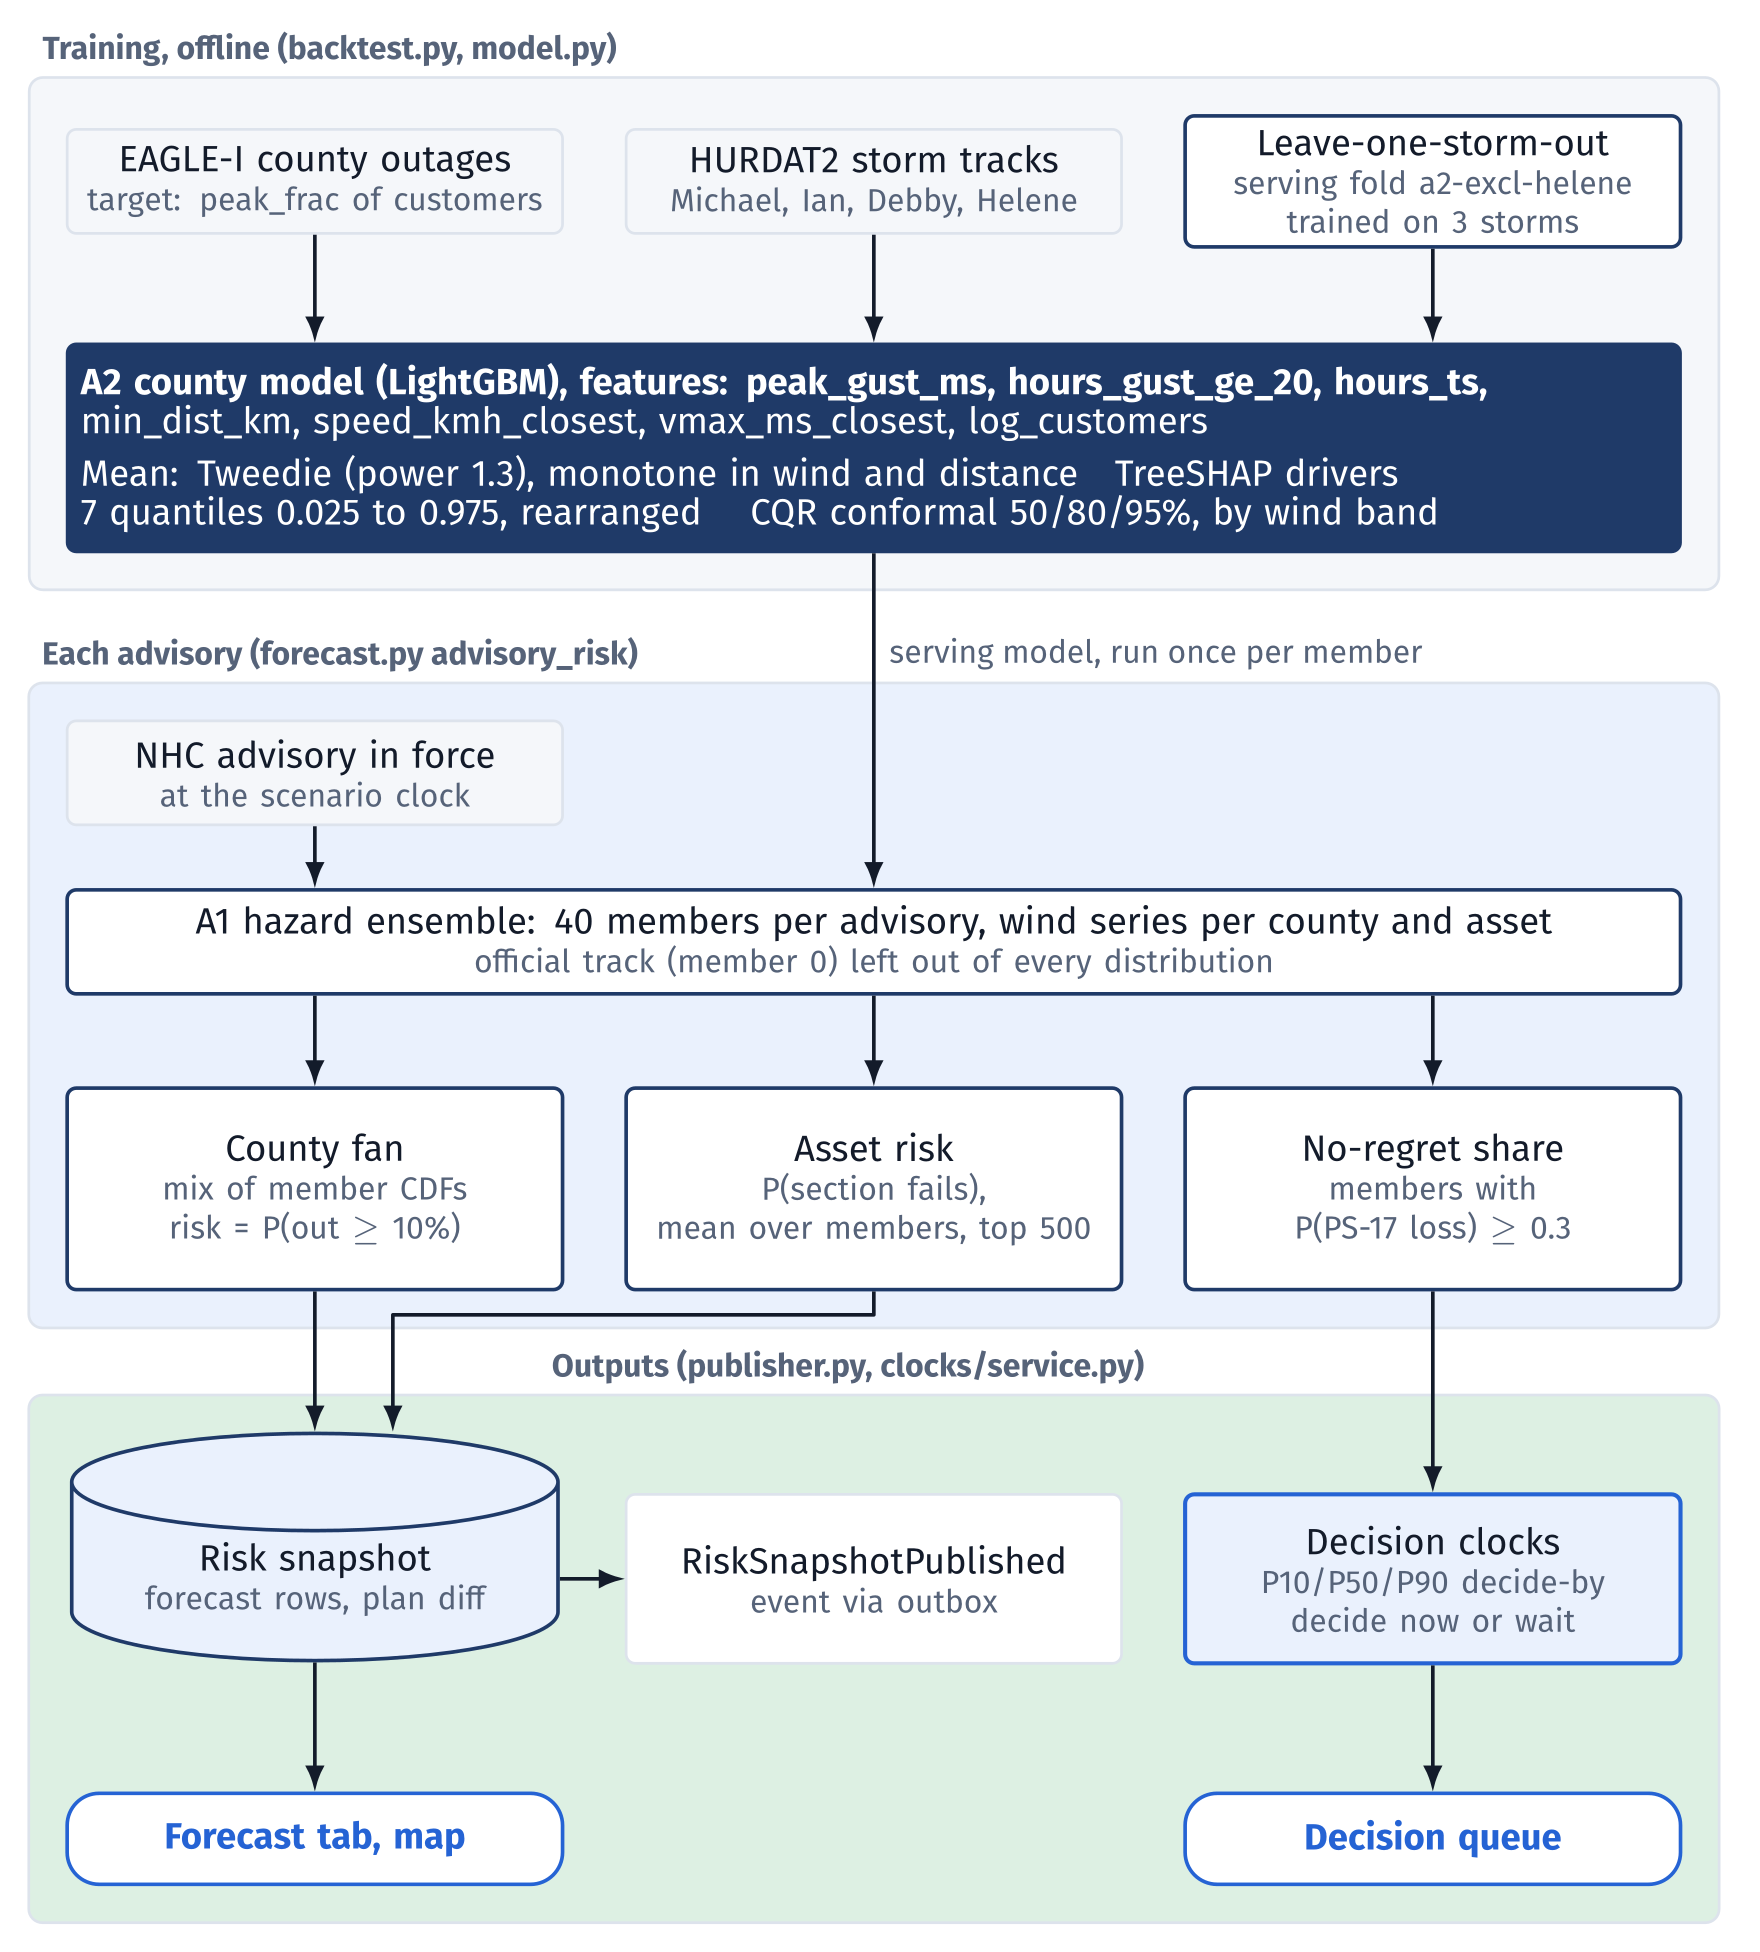 Training, offline (backtest.py, model.py)
EAGLE-I county outages
target: peak_frac of customers
HURDAT2 storm tracks
Michael, Ian, Debby, Helene
Leave-one-storm-out
serving fold a2-excl-helene
trained on 3 storms
A2 county model (LightGBM), features: peak_gust_ms, hours_gust_ge_20, hours_ts,
min_dist_km, speed_kmh_closest, vmax_ms_closest, log_customers
Mean: Tweedie (power 1.3), monotone in wind and distance TreeSHAP drivers
7 quantiles 0.025 to 0.975, rearranged CQR conformal 50/80/95%, by wind band
Each advisory (forecast.py advisory_risk)
serving model, run once per member
NHC advisory in force
at the scenario clock
A1 hazard ensemble: 40 members per advisory, wind series per county and asset
official track (member 0) left out of every distribution
County fan
mix of member CDFs
risk = P(out ≥ 10%)
Asset risk
P(section fails),
mean over members, top 500
No-regret share
members with
P(PS-17 loss) ≥ 0.3
Outputs (publisher.py, clocks/service.py)
Risk snapshot
forecast rows, plan diff
RiskSnapshotPublished
event via outbox
Decision clocks
P10/P50/P90 decide-by
decide now or wait
Forecast tab, map
Decision queue